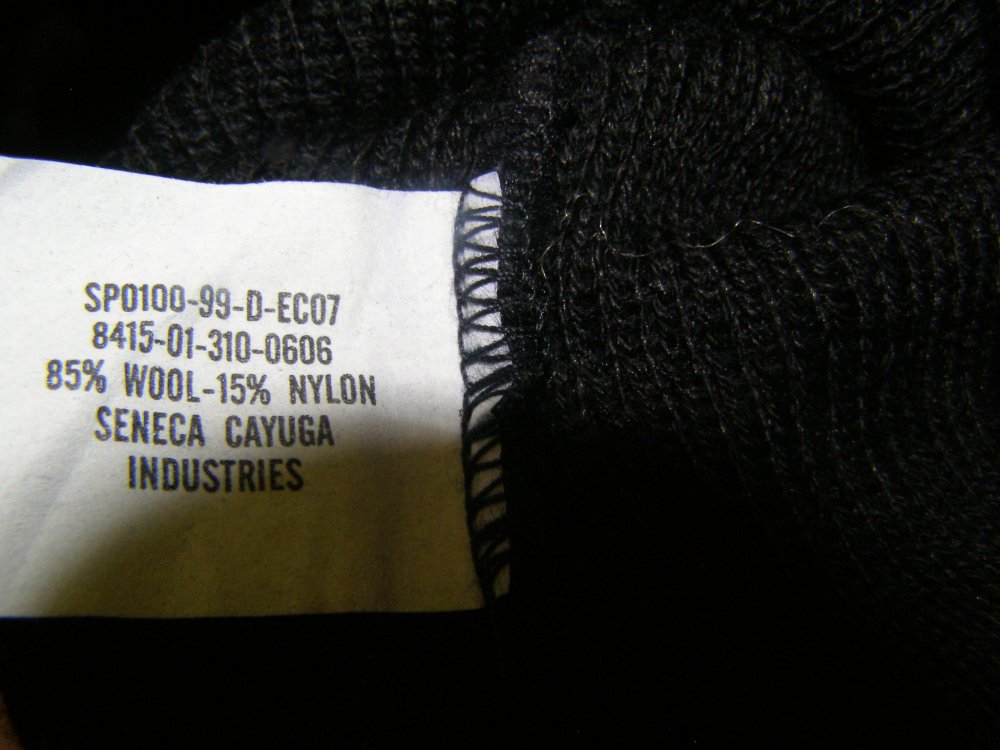 SP0100-99-D-EC07
8415-01-310-0606
85% WOOL-15% NYLON
SENECA CAYUGA
INDUSTRIES